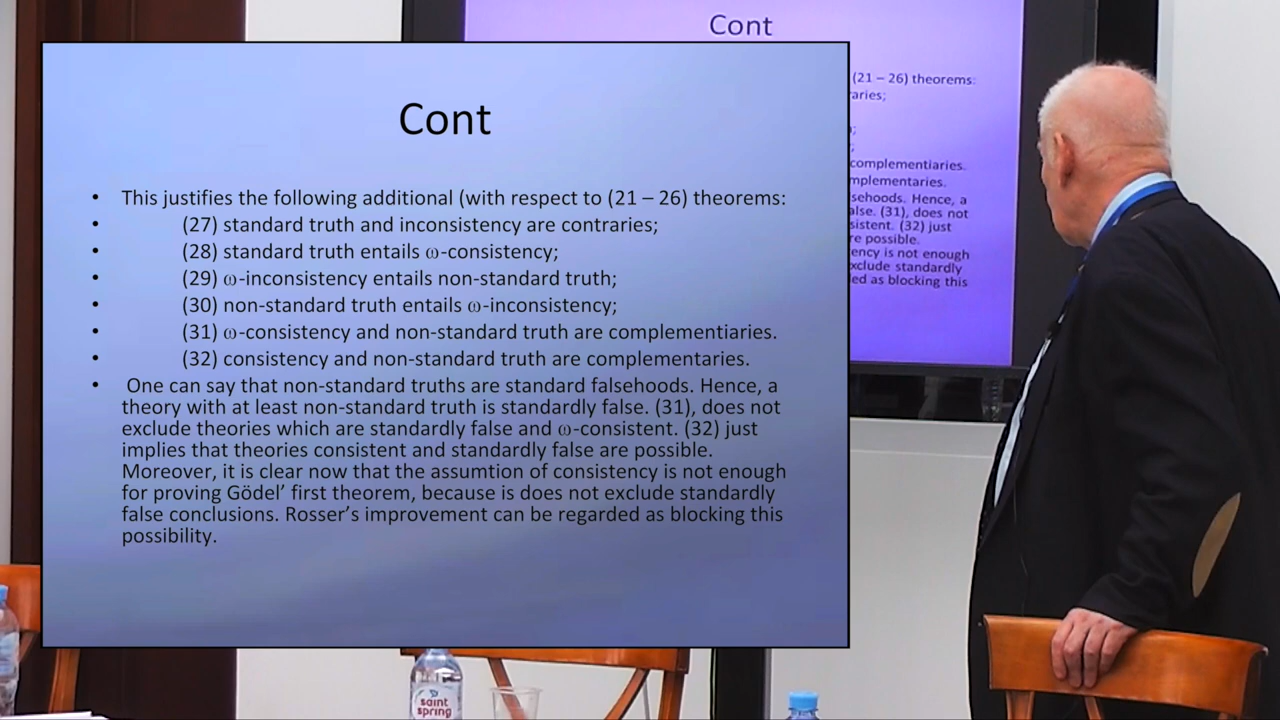 Cont
• This justifies the following additional (with respect to (21 – 26) theorems:
• (27) standard truth and inconsistency are contraries;
• (28) standard truth entails ω-consistency;
• (29) ω-inconsistency entails non-standard truth;
• (30) non-standard truth entails ω-inconsistency;
• (31) ω-consistency and non-standard truth are complementiaries.
• (32) consistency and non-standard truth are complementaries.
• One can say that non-standard truths are standard falsehoods. Hence, a
theory with at least non-standard truth is standardly false. (31), does not
exclude theories which are standardly false and ω-consistent. (32) just
implies that theories consistent and standardly false are possible.
Moreover, it is clear now that the assumtion of consistency is not enough
for proving Gödel’ first theorem, because is does not exclude standardly
false conclusions. Rosser’s improvement can be regarded as blocking this
possibility.
Cont
(21 – 26) theorems:
aries;
complementiaries.
mplementaries.
sehoods. Hence, a
alse. (31), does not
sistent. (32) just
re possible.
ency is not enough
xclude standardly
ed as blocking this
saint
spring